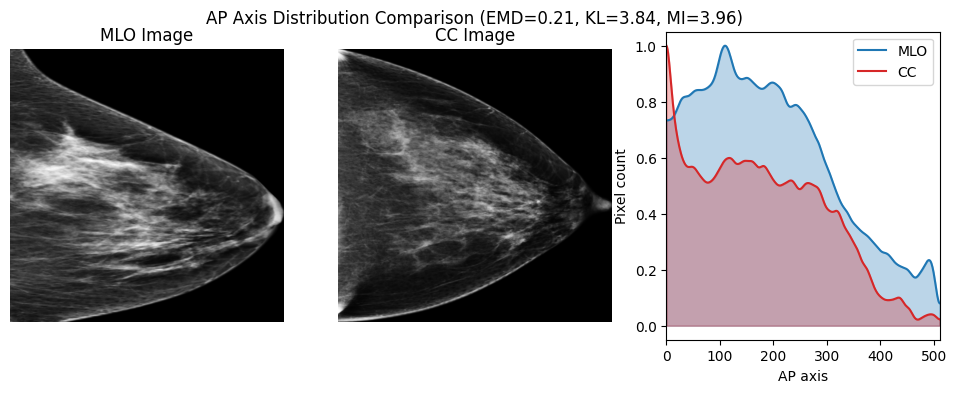 AP Axis Distribution Comparison (EMD=0.21, KL=3.84, MI=3.96)
MLO Image
CC Image
MLO
CC
Pixel count
1.0
0.8
0.6
0.4
0.2
0.0
0 100 200 300 400 500
AP axis